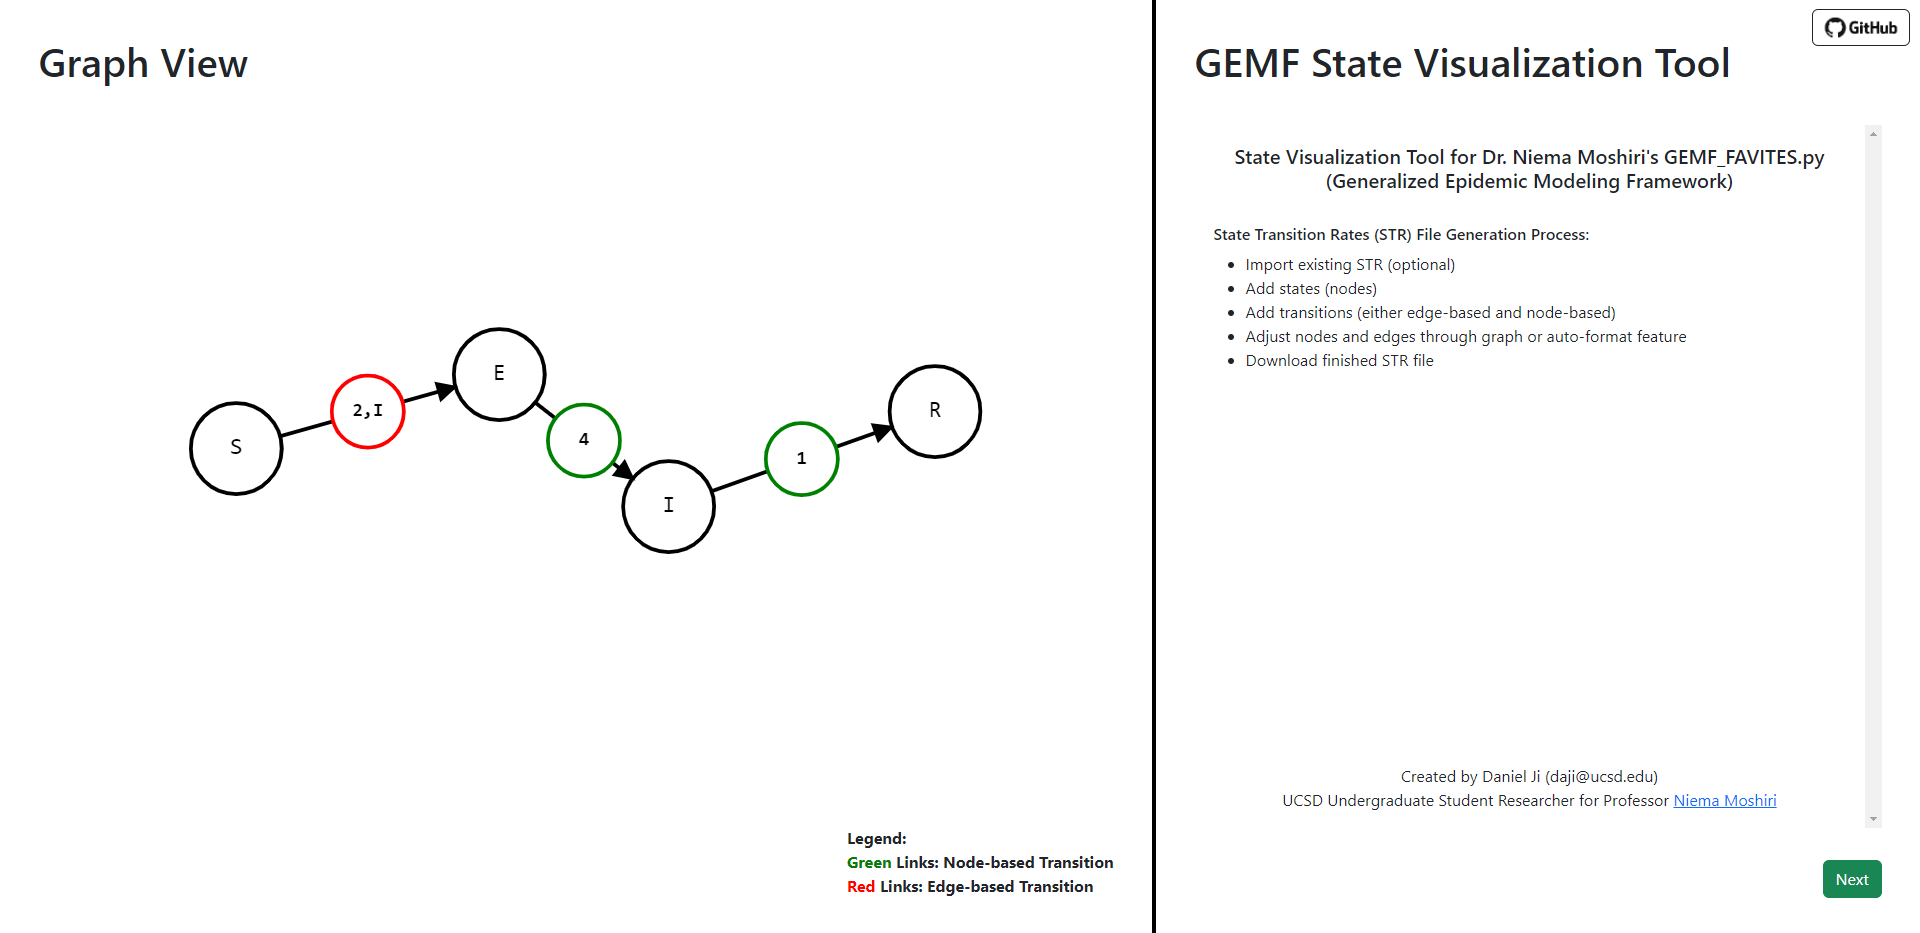 Graph View
S
2,I
E
4
I
1
R
Legend:
Green Links: Node-based Transition
Red Links: Edge-based Transition
GitHub
GEMF State Visualization Tool
State Visualization Tool for Dr. Niema Moshiri's GEMF_FAVITES.py
(Generalized Epidemic Modeling Framework)
State Transition Rates (STR) File Generation Process:
Import existing STR (optional)
Add states (nodes)
Add transitions (either edge-based and node-based)
Adjust nodes and edges through graph or auto-format feature
Download finished STR file
Created by Daniel Ji (daji@ucsd.edu)
UCSD Undergraduate Student Researcher for Professor Niema Moshiri
Next